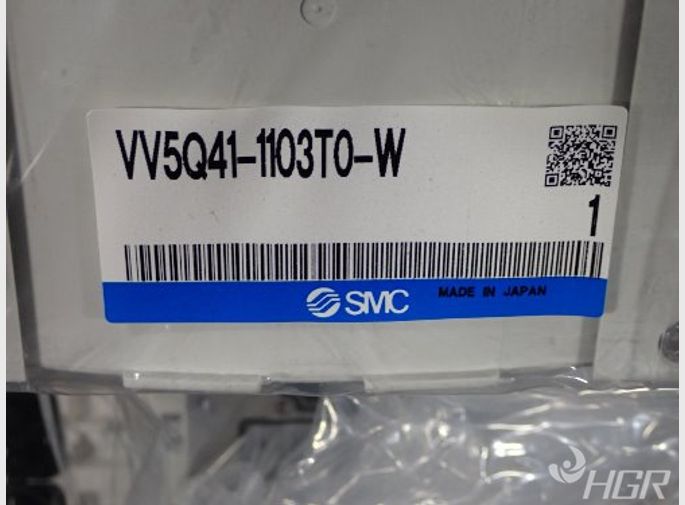 VV5Q41-1103T0-W
1
SMC
MADE IN JAPAN
HGR